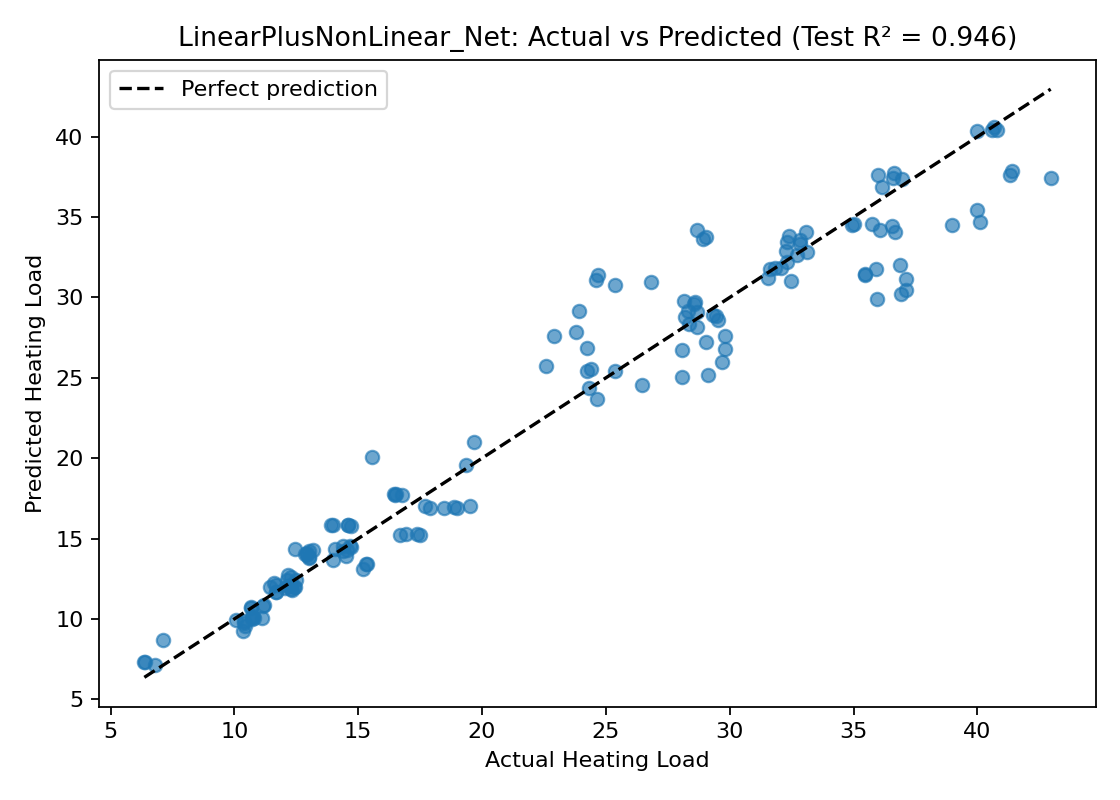 LinearPlusNonLinear_Net: Actual vs Predicted (Test R² = 0.946)
Perfect prediction
40
35
30
25
20
15
10
5
Predicted Heating Load
5 10 15 20 25 30 35 40
Actual Heating Load